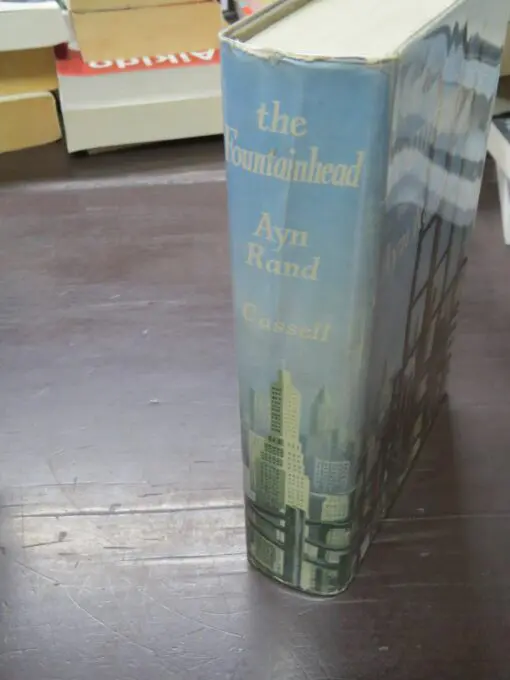 Aikido
the
Fountainhead
Ayn
Rand
Cassell